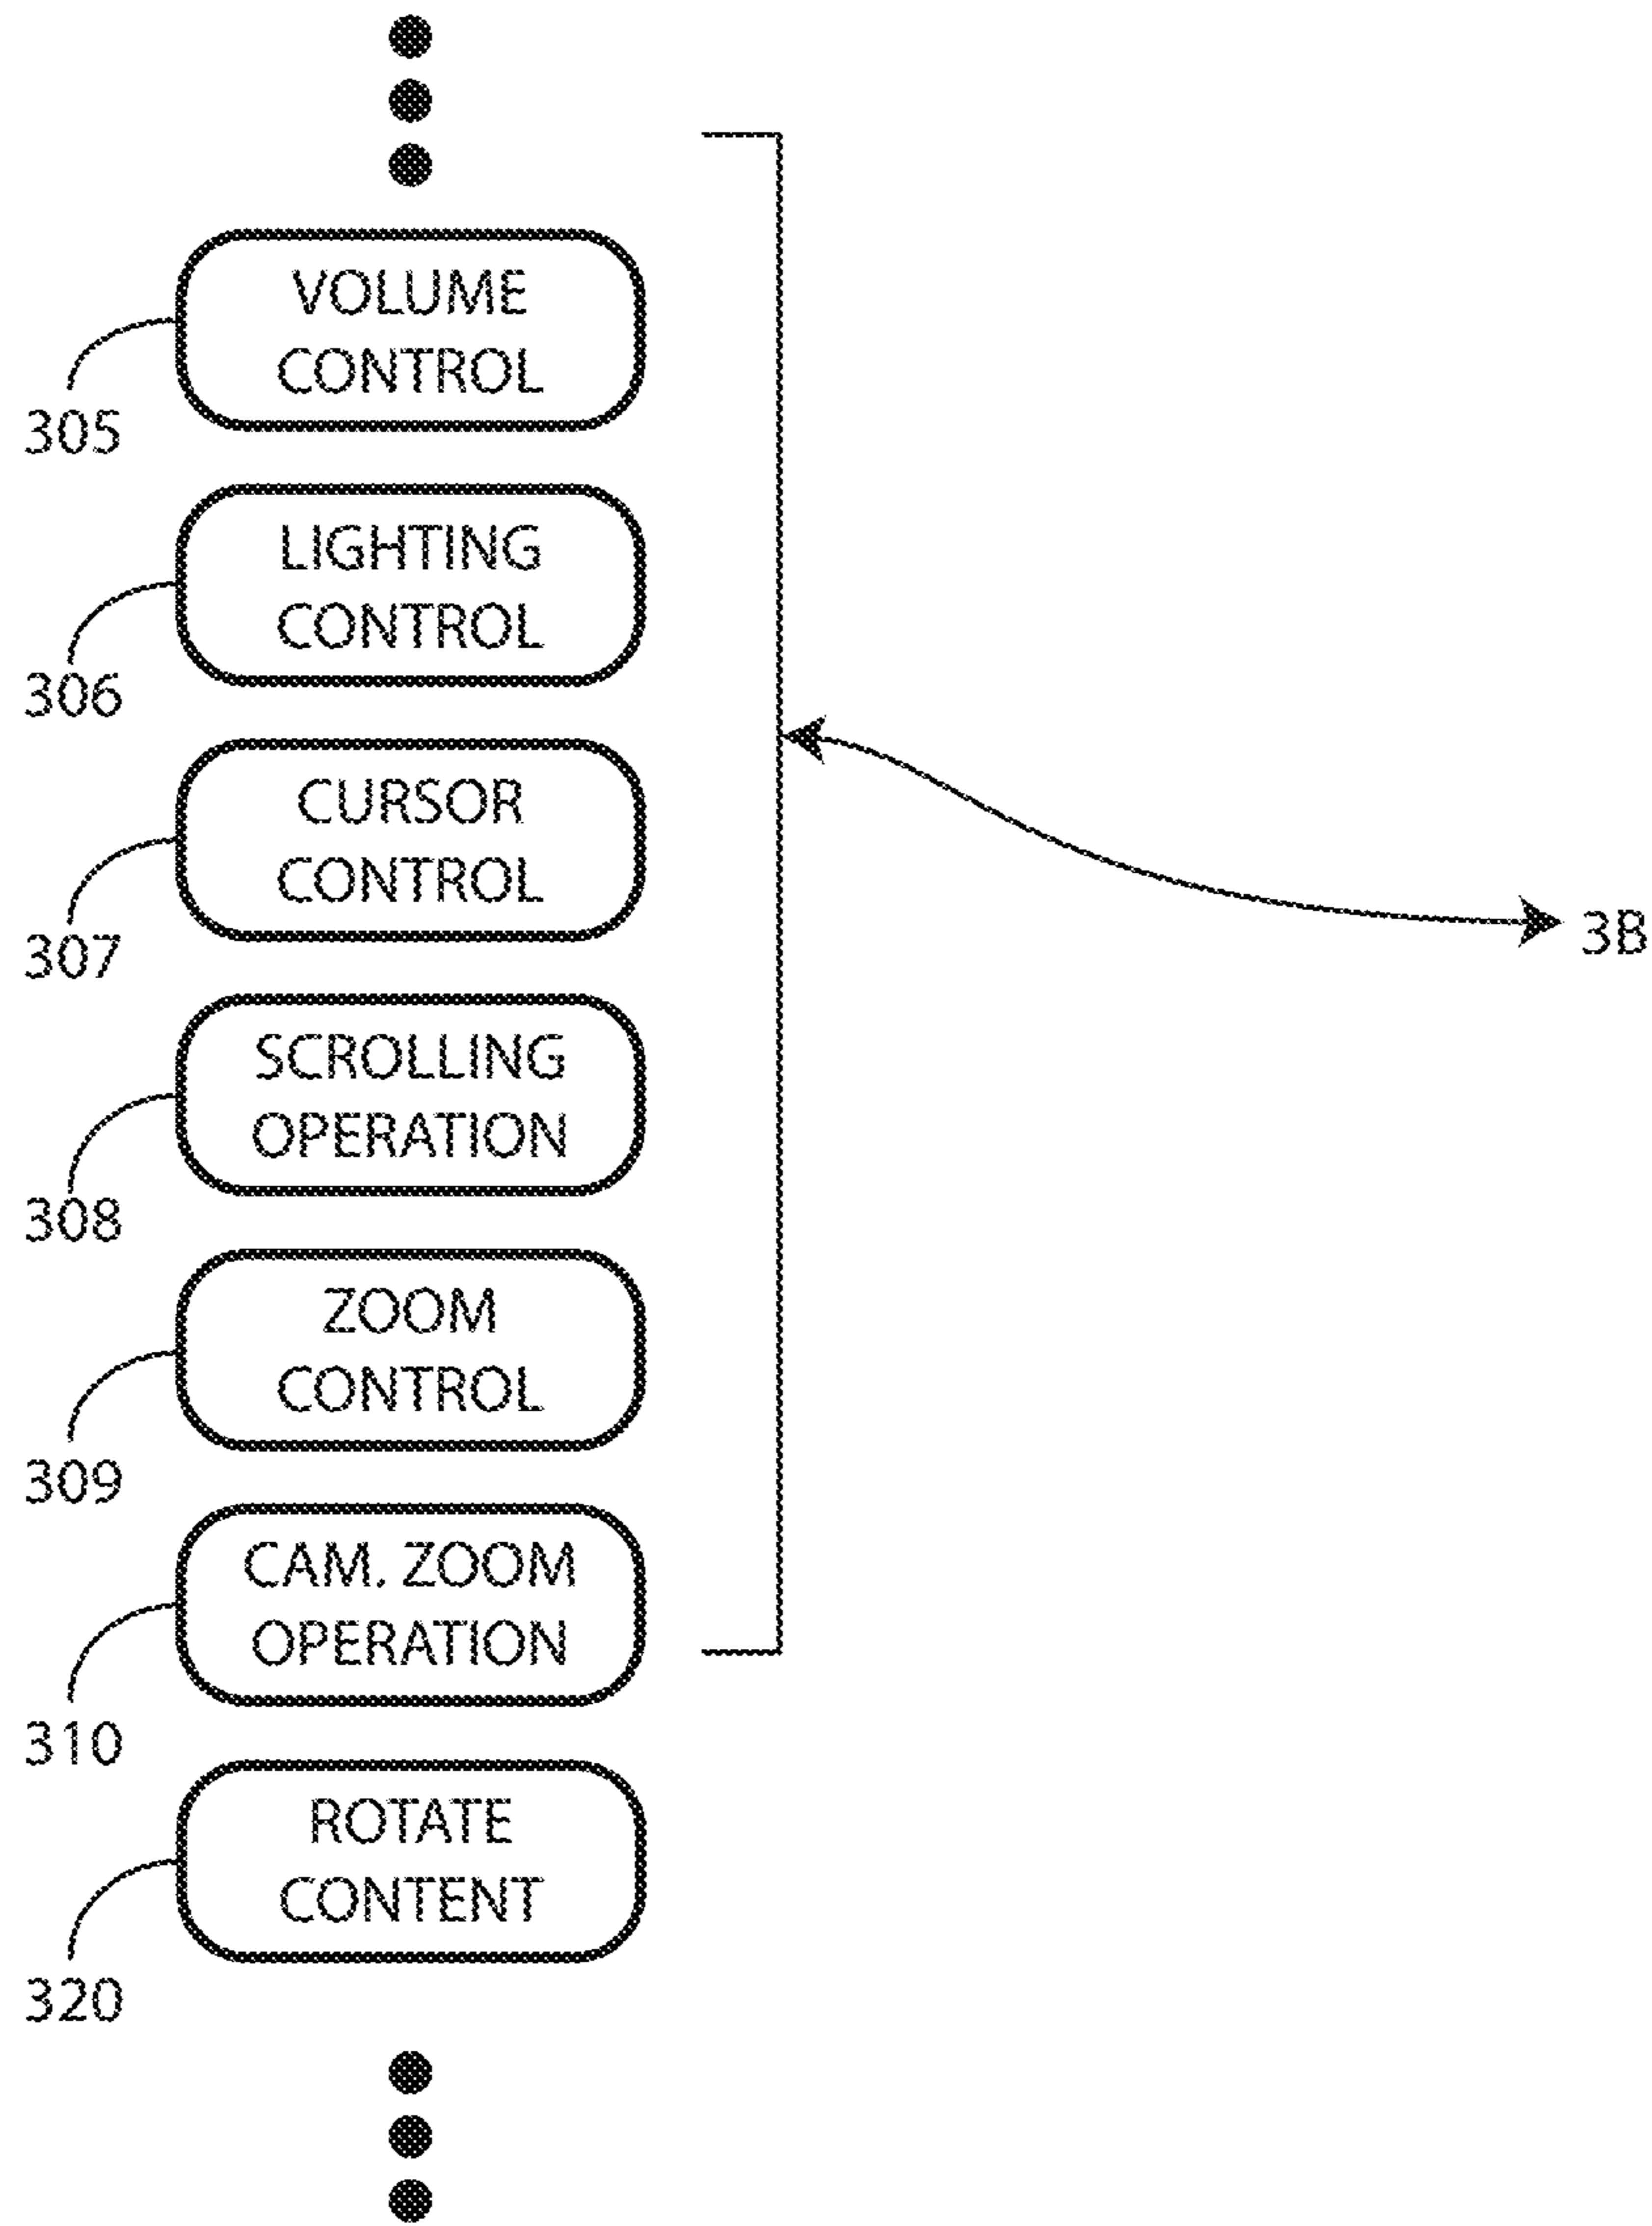 VOLUME
CONTROL
305
LIGHTING
CONTROL
306
CURSOR
CONTROL
307
3B
SCROLLING
OPERATION
308
ZOOM
CONTROL
309
CAM. ZOOM
OPERATION
310
ROTATE
CONTENT
320